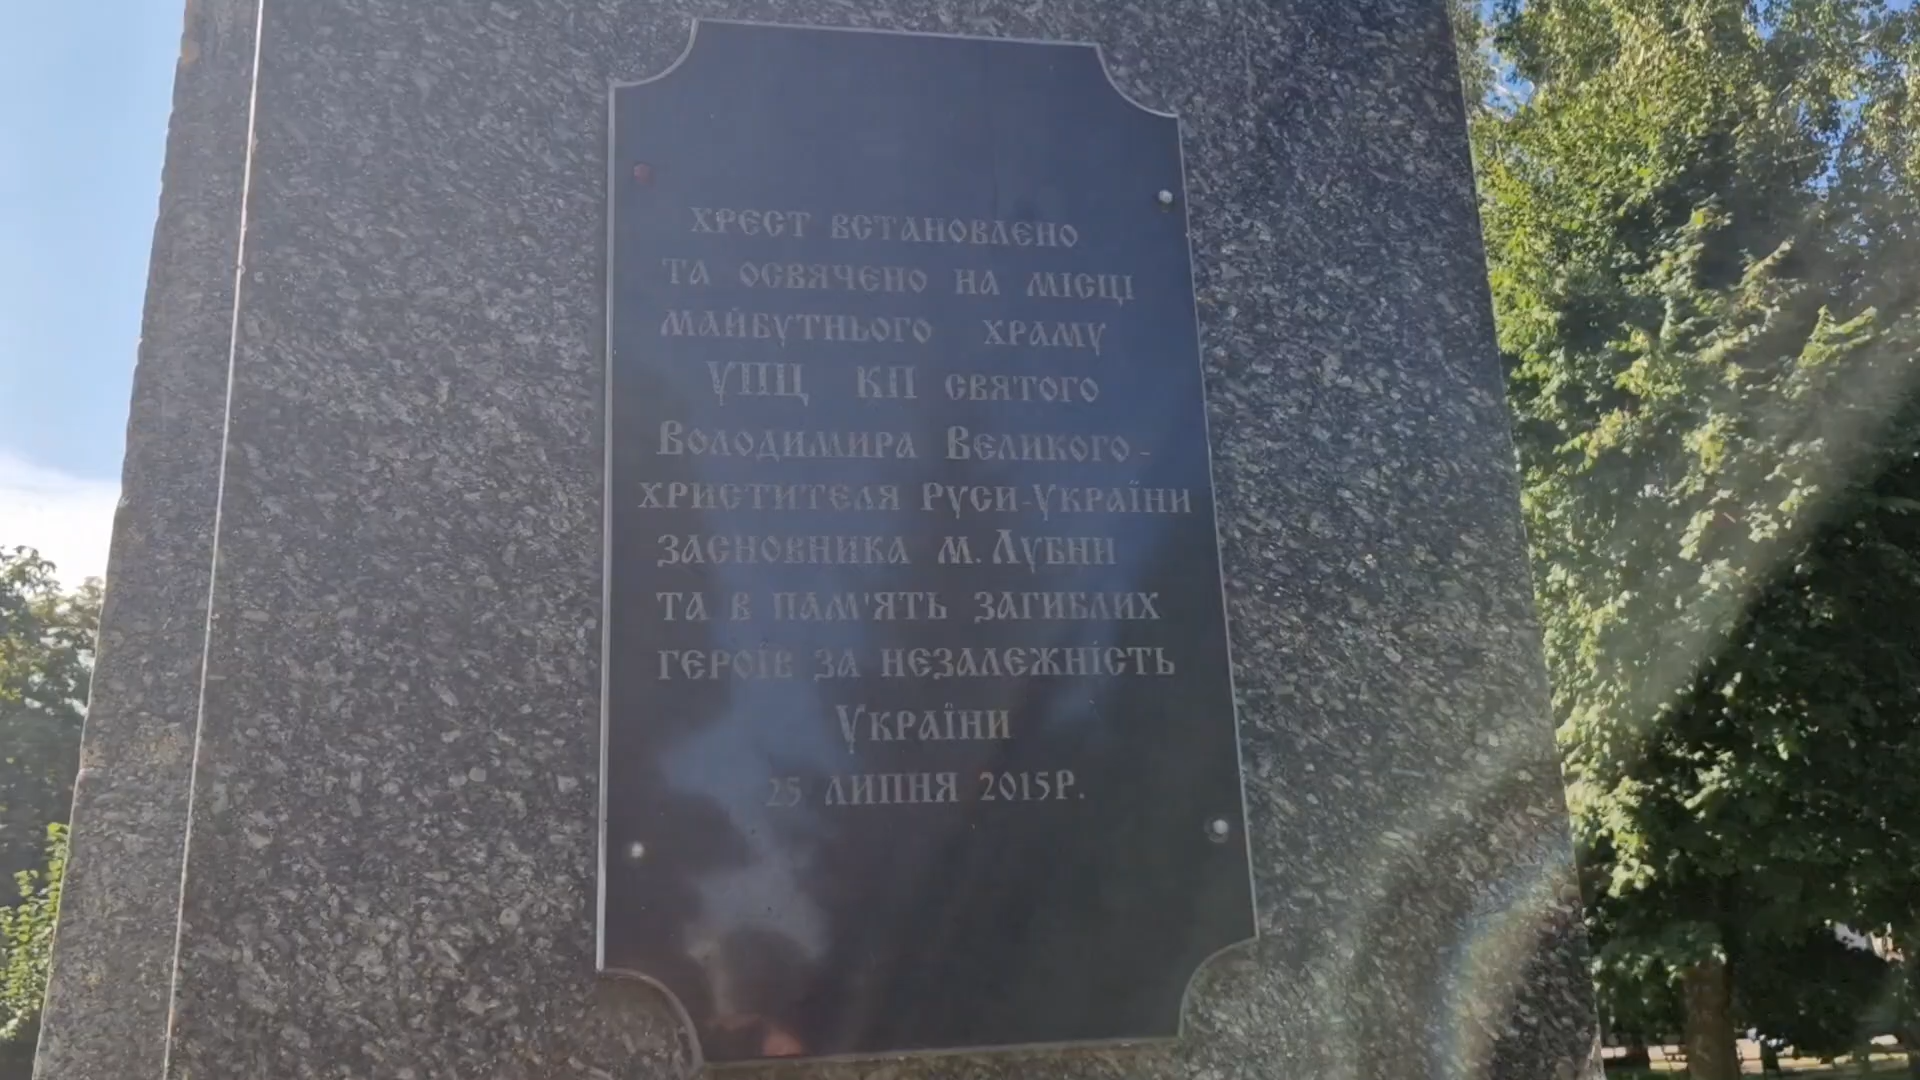 ХРЕСТ ВСТАНОВЛЕНО
ТА ОСВЯЧЕНО НА МІСЦІ
МАЙБУТНЬОГО ХРАМУ
УПЦ КП СВЯТОГО
ВОЛОДИМИРА ВЕЛИКОГО-
ХРИСТИТЕЛЯ РУСИ-УКРАЇНИ
ЗАСНОВНИКА М. ЛУБНИ
ТА В ПАМ'ЯТЬ ЗАГИБЛИХ
ГЕРОЇВ ЗА НЕЗАЛЕЖНІСТЬ
УКРАЇНИ
25 ЛИПНЯ 2015Р.